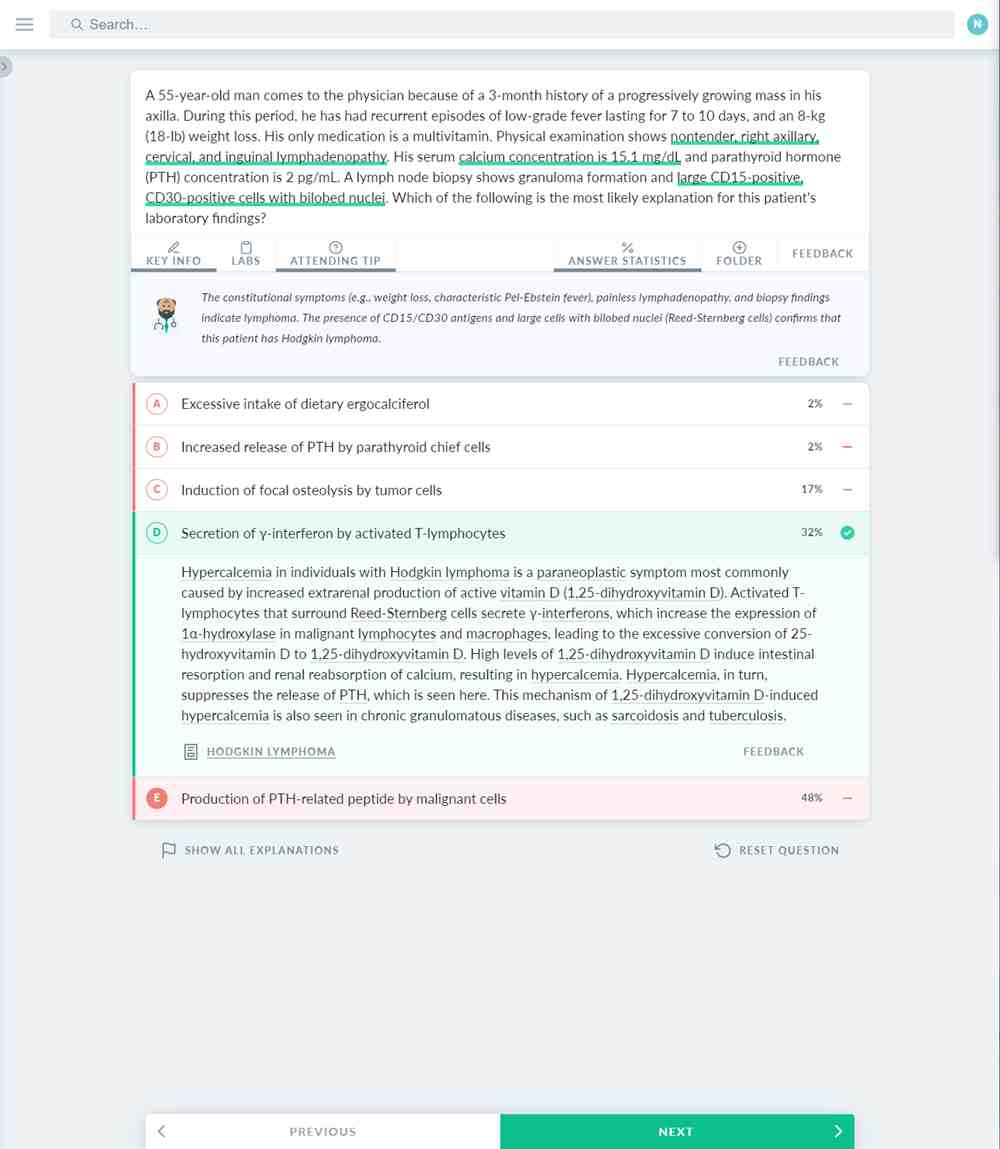 Search...
N
A 55-year-old man comes to the physician because of a 3-month history of a progressively growing mass in his
axilla. During this period, he has had recurrent episodes of low-grade fever lasting for 7 to 10 days, and an 8-kg
(18-lb) weight loss. His only medication is a multivitamin. Physical examination shows nontender, right axillary,
cervical, and inguinal lymphadenopathy. His serum calcium concentration is 15.1 mg/dL and parathyroid hormone
(PTH) concentration is 2 pg/mL. A lymph node biopsy shows granuloma formation and large CD15-positive,
CD30-positive cells with bilobed nuclei. Which of the following is the most likely explanation for this patient's
laboratory findings?
KEY INFO LABS ATTENDING TIP ANSWER STATISTICS FOLDER FEEDBACK
The constitutional symptoms (e.g., weight loss, characteristic Pel-Ebstein fever), painless lymphadenopathy, and biopsy findings
indicate lymphoma. The presence of CD15/CD30 antigens and large cells with bilobed nuclei (Reed-Sternberg cells) confirms that
this patient has Hodgkin lymphoma.
FEEDBACK
A Excessive intake of dietary ergocalciferol 2%
B Increased release of PTH by parathyroid chief cells 2%
C Induction of focal osteolysis by tumor cells 17%
D Secretion of γ-interferon by activated T-lymphocytes 32%
Hypercalcemia in individuals with Hodgkin lymphoma is a paraneoplastic symptom most commonly
caused by increased extrarenal production of active vitamin D (1,25-dihydroxyvitamin D). Activated T-
lymphocytes that surround Reed-Sternberg cells secrete γ-interferons, which increase the expression of
1α-hydroxylase in malignant lymphocytes and macrophages, leading to the excessive conversion of 25-
hydroxyvitamin D to 1,25-dihydroxyvitamin D. High levels of 1,25-dihydroxyvitamin D induce intestinal
resorption and renal reabsorption of calcium, resulting in hypercalcemia. Hypercalcemia, in turn,
suppresses the release of PTH, which is seen here. This mechanism of 1,25-dihydroxyvitamin D-induced
hypercalcemia is also seen in chronic granulomatous diseases, such as sarcoidosis and tuberculosis.
HODGKIN LYMPHOMA FEEDBACK
E Production of PTH-related peptide by malignant cells 48%
SHOW ALL EXPLANATIONS RESET QUESTION
PREVIOUS NEXT